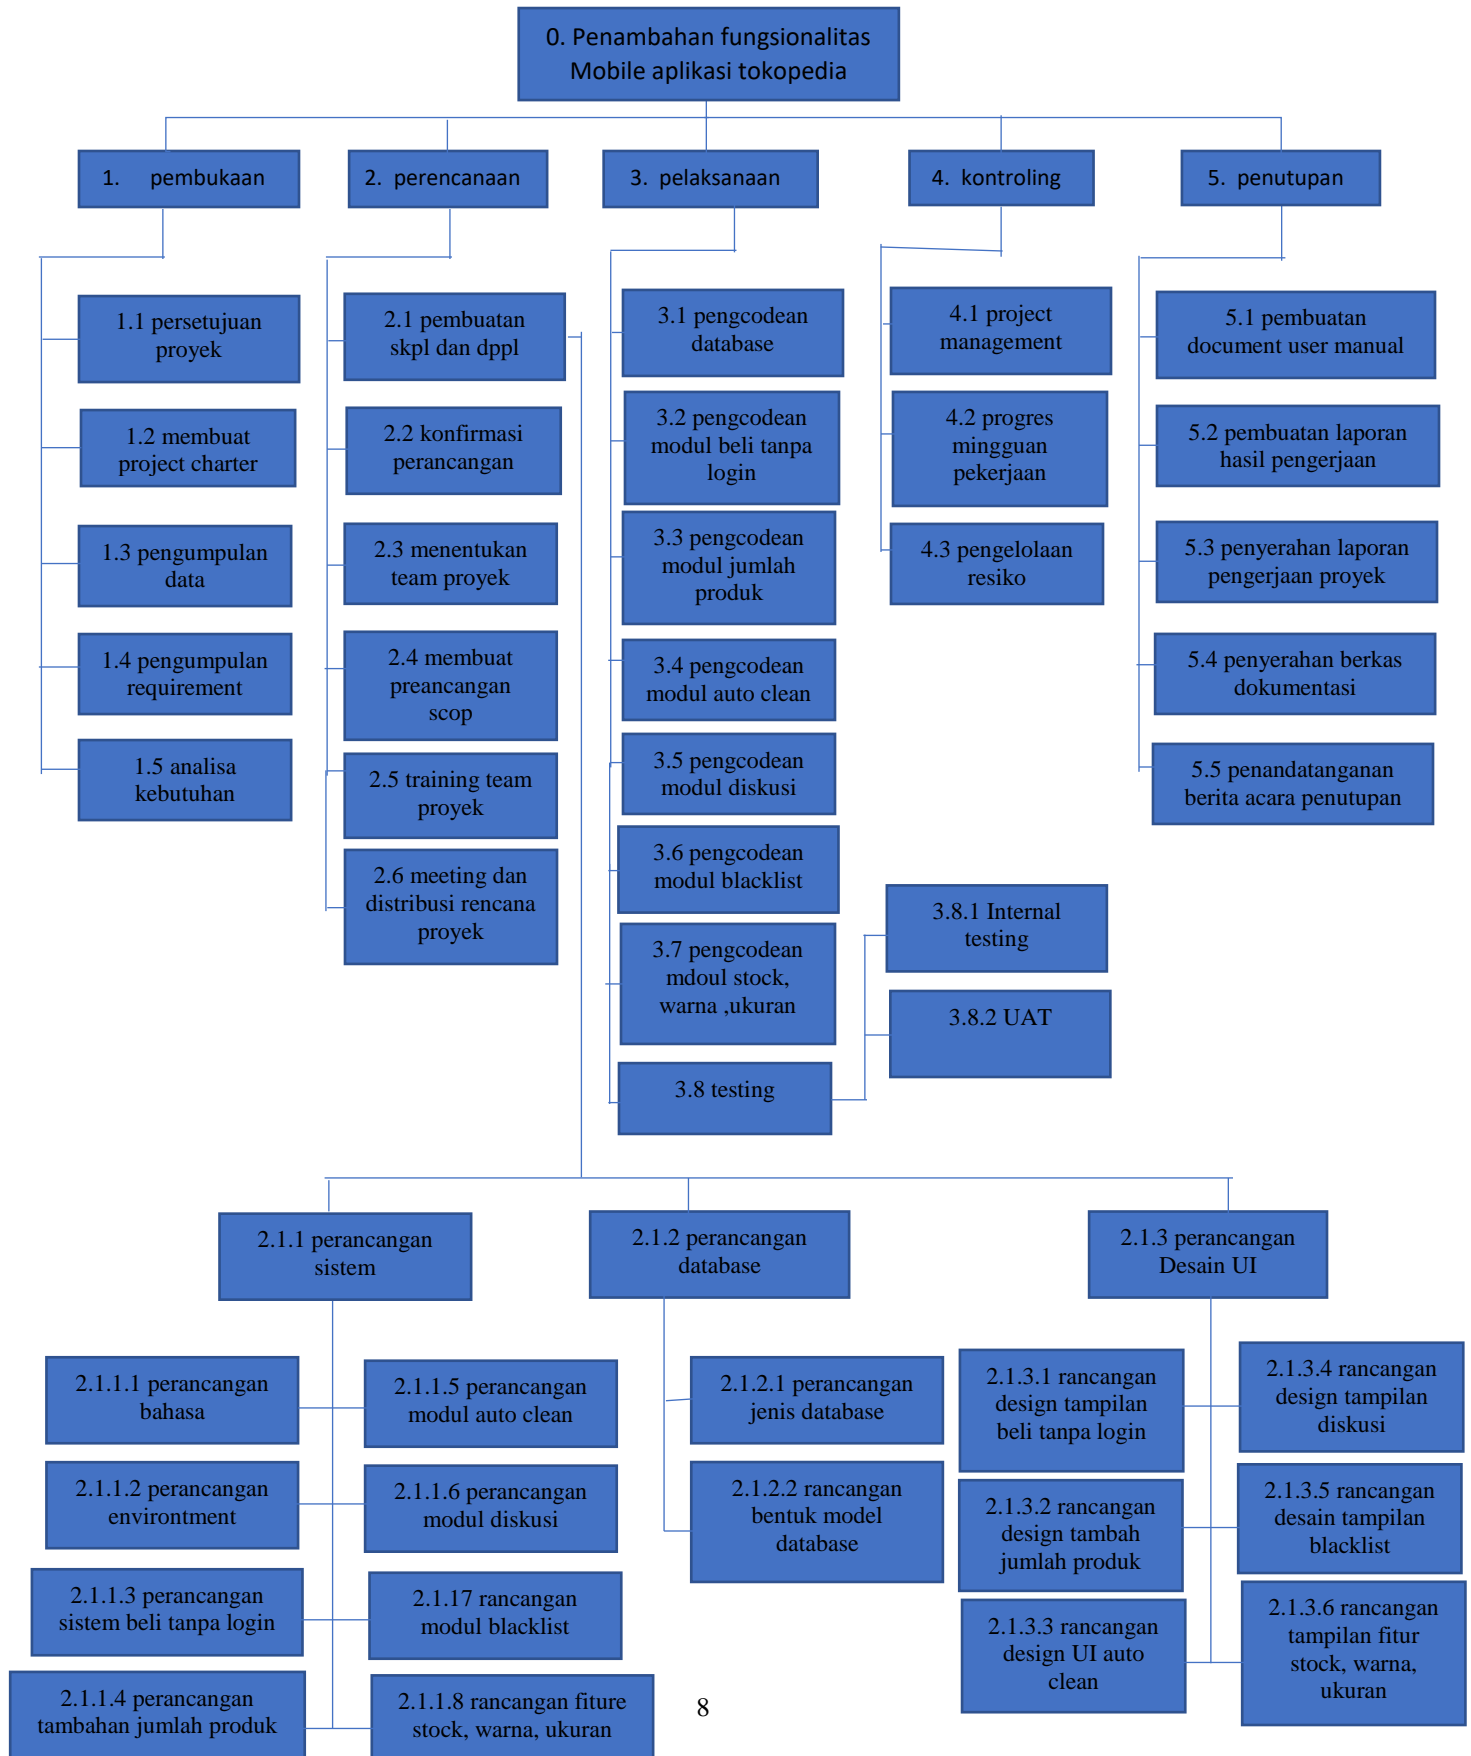 0. Penambahan fungsionalitas
Mobile aplikasi tokopedia
1. pembukaan
2. perencanaan
3. pelaksanaan
4. kontroling
5. penutupan
1.1 persetujuan
proyek
1.2 membuat
project charter
1.3 pengumpulan
data
1.4 pengumpulan
requirement
1.5 analisa
kebutuhan
2.1 pembuatan
skpl dan dppl
2.2 konfirmasi
perancangan
2.3 menentukan
team proyek
2.4 membuat
preancangan
scop
2.5 training team
proyek
2.6 meeting dan
distribusi rencana
proyek
3.1 pengcodean
database
3.2 pengcodean
modul beli tanpa
login
3.3 pengcodean
modul jumlah
produk
3.4 pengcodean
modul auto clean
3.5 pengcodean
modul diskusi
3.6 pengcodean
modul blacklist
3.7 pengcodean
mdoul stock,
warna ,ukuran
3.8 testing
3.8.1 Internal
testing
3.8.2 UAT
4.1 project
management
4.2 progres
mingguan
pekerjaan
4.3 pengelolaan
resiko
5.1 pembuatan
document user manual
5.2 pembuatan laporan
hasil pengerjaan
5.3 penyerahan laporan
pengerjaan proyek
5.4 penyerahan berkas
dokumentasi
5.5 penandatanganan
berita acara penutupan
2.1.1 perancangan
sistem
2.1.2 perancangan
database
2.1.3 perancangan
Desain UI
2.1.1.1 perancangan
bahasa
2.1.1.2 perancangan
environtment
2.1.1.3 perancangan
sistem beli tanpa login
2.1.1.4 perancangan
tambahan jumlah produk
2.1.1.5 perancangan
modul auto clean
2.1.1.6 perancangan
modul diskusi
2.1.17 rancangan
modul blacklist
2.1.1.8 rancangan fiture
stock, warna, ukuran
2.1.2.1 perancangan
jenis database
2.1.2.2 rancangan
bentuk model
database
2.1.3.1 rancangan
design tampilan
beli tanpa login
2.1.3.2 rancangan
design tambah
jumlah produk
2.1.3.3 rancangan
design UI auto
clean
2.1.3.4 rancangan
design tampilan
diskusi
2.1.3.5 rancangan
desain tampilan
blacklist
2.1.3.6 rancangan
tampilan fitur
stock, warna,
ukuran
8